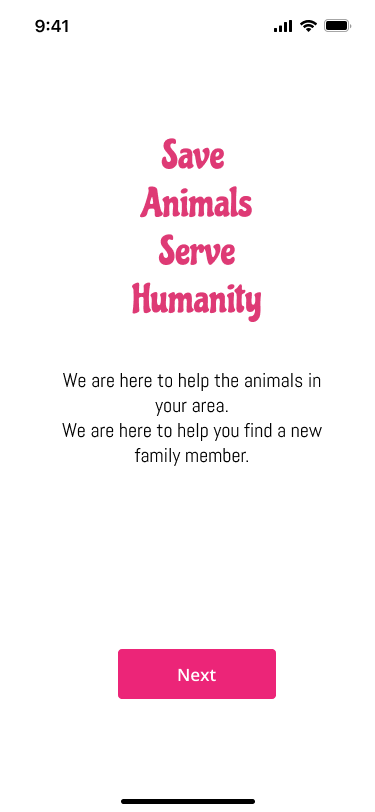 9:41
Save
Animals
Serve
Humanity
We are here to help the animals in
your area.
We are here to help you find a new
family member.
Next